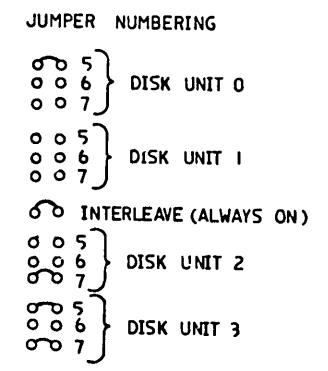 JUMPER NUMBERING
5
6 DISK UNIT 0
7
5
6 DISK UNIT 1
7
INTERLEAVE (ALWAYS ON)
5
6 DISK UNIT 2
7
5
6 DISK UNIT 3
7